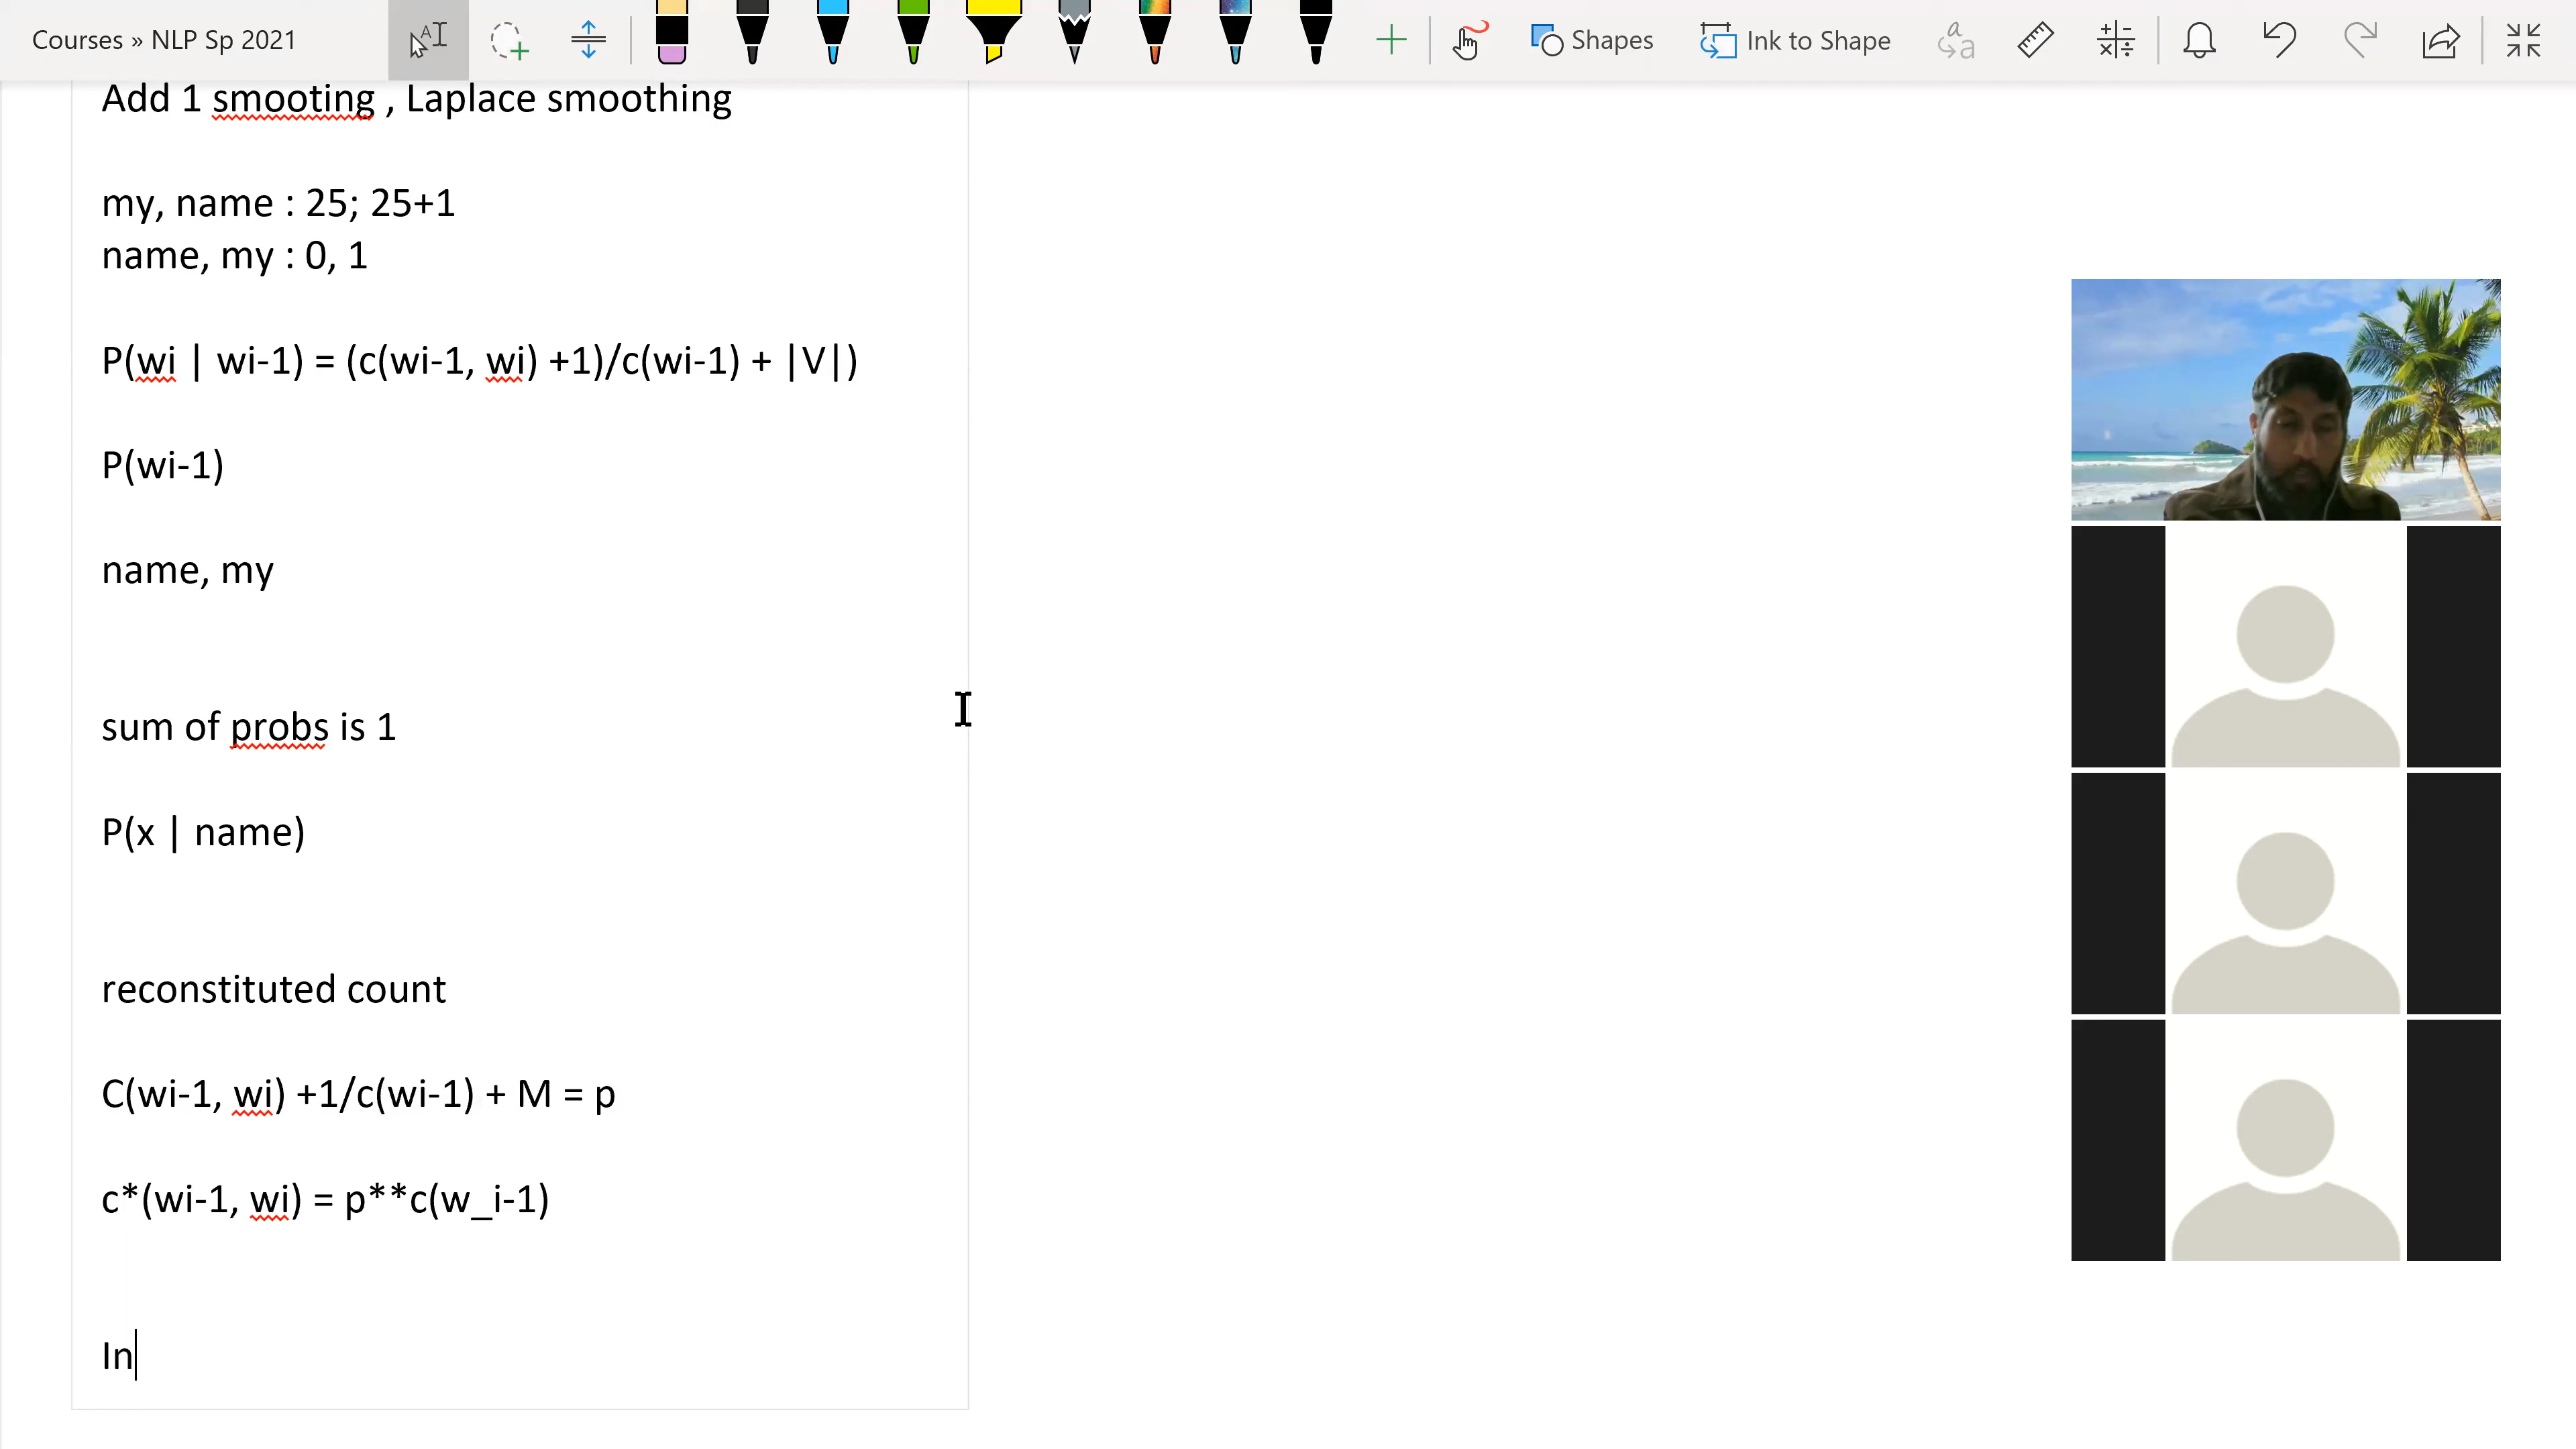 Courses » NLP Sp 2021
Shapes
Ink to Shape
Add 1 smooting , Laplace smoothing
my, name : 25; 25+1
name, my : 0, 1
P(wi | wi-1) = (c(wi-1, wi) +1)/c(wi-1) + |V|)
P(wi-1)
name, my
sum of probs is 1
P(x | name)
reconstituted count
C(wi-1, wi) +1/c(wi-1) + M = p
c*(wi-1, wi) = p**c(w_i-1)
In